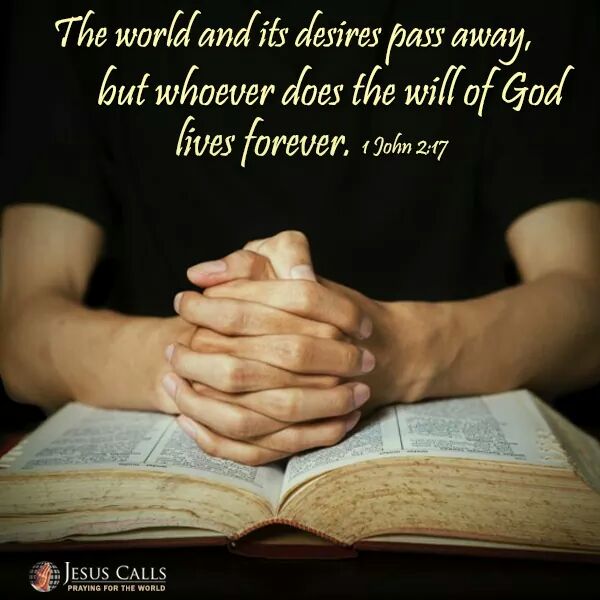 The world and its desires pass away,
but whoever does the will of God
lives forever. 1 John 2:17
JESUS CALLS
PRAYING FOR THE WORLD